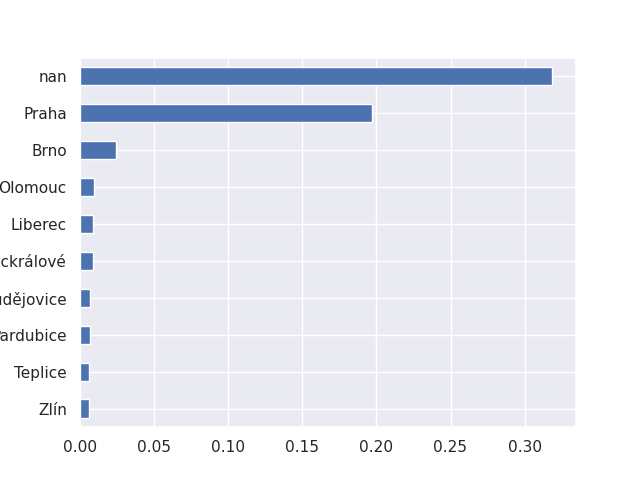 nan
Praha
Brno
Olomouc
Liberec
ckrálové
dějovice
ardubice
Teplice
Zlín
0.00 0.05 0.10 0.15 0.20 0.25 0.30